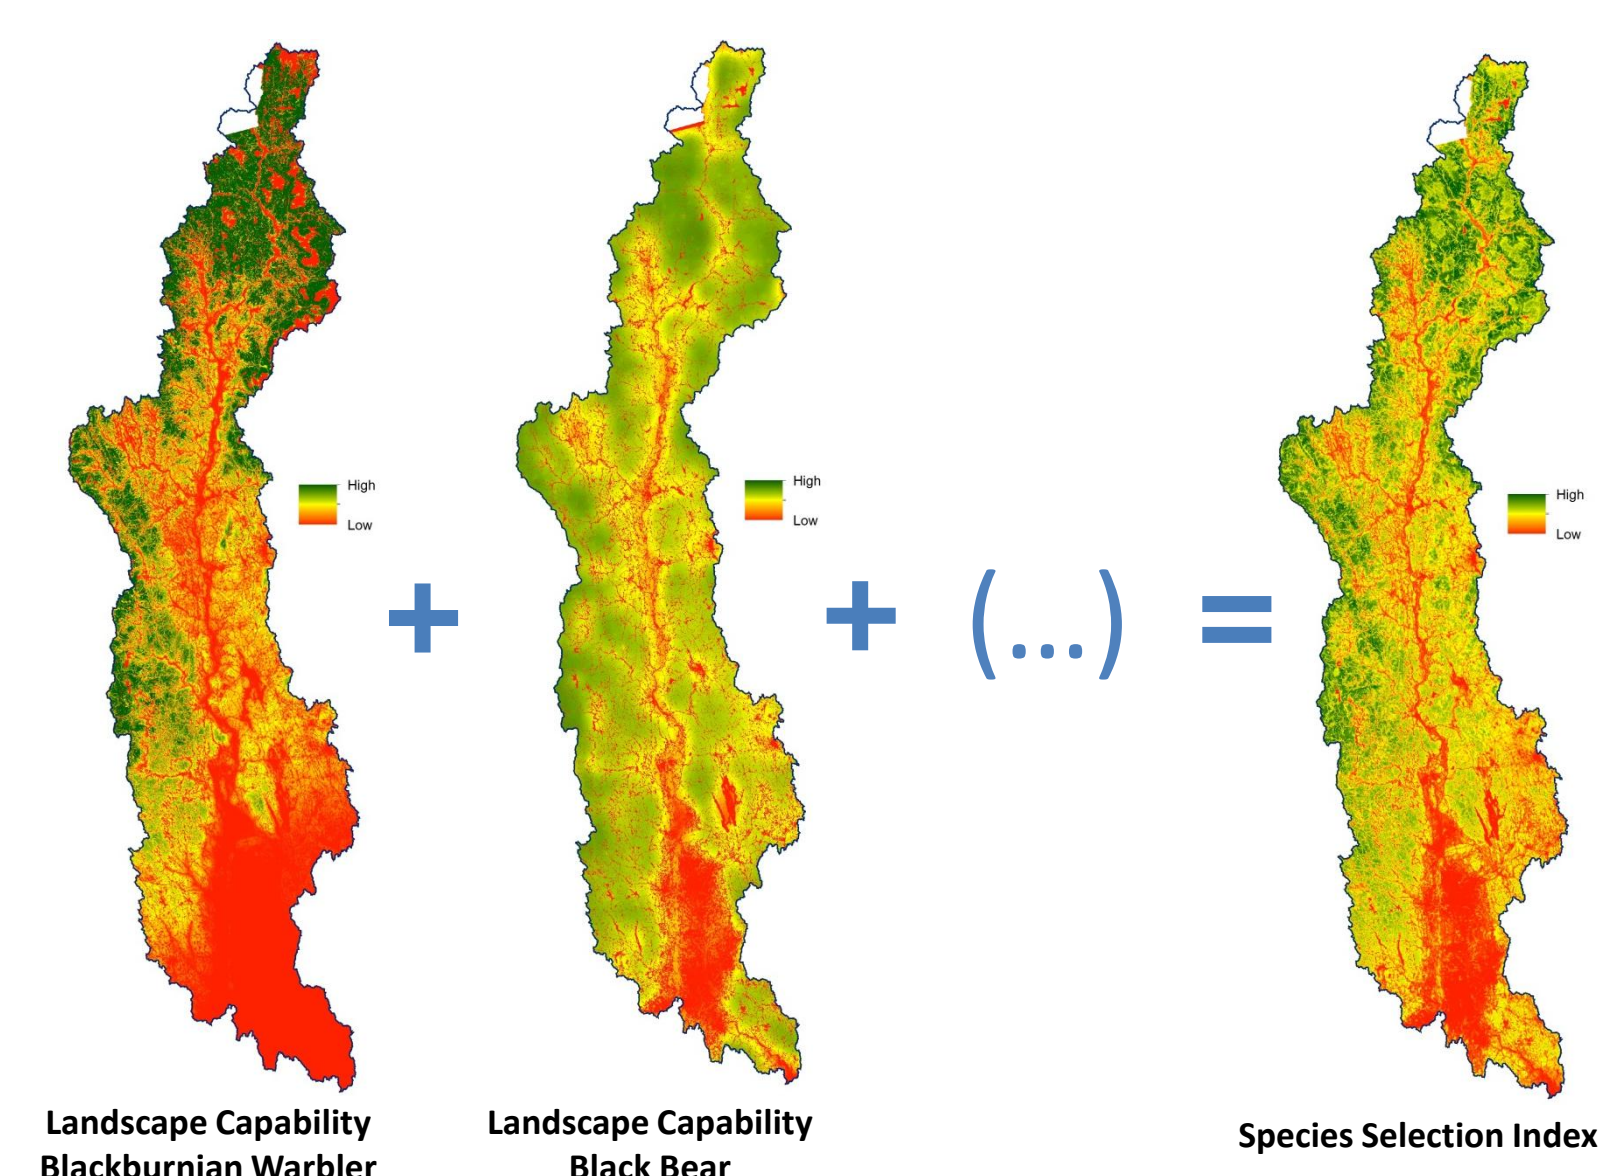 High
Low
High
Low
High
Low
+
+
(...)
=
Landscape Capability
Blackburnian Warbler
Landscape Capability
Black Bear
Species Selection Index